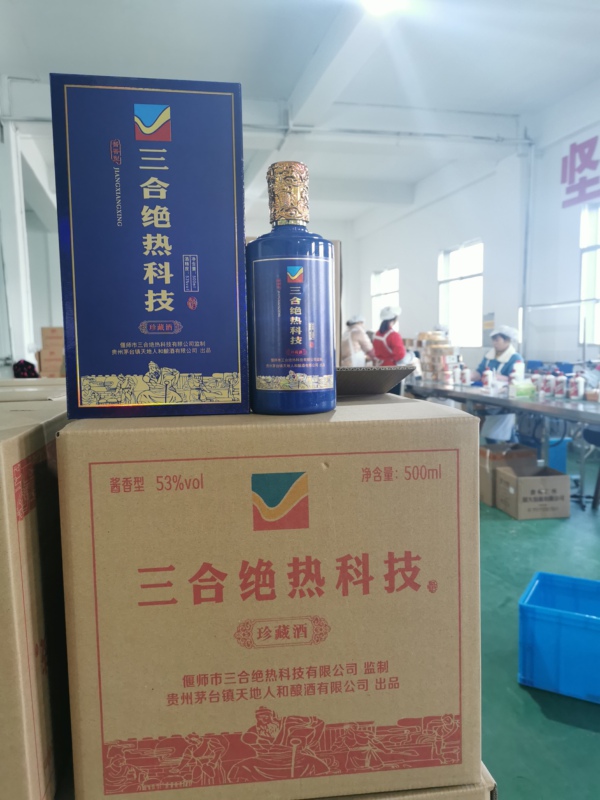 酱香型
JIANGXIANGXING
三合绝热科技
珍藏酒
偃师市三合绝热科技有限公司 监制
贵州茅台镇天地人和酿酒有限公司 出品
三合绝热科技
坚
酱香型 53%vol
净含量：500ml
三合绝热科技
珍藏酒
偃师市三合绝热科技有限公司 监制
贵州茅台镇天地人和酿酒有限公司 出品